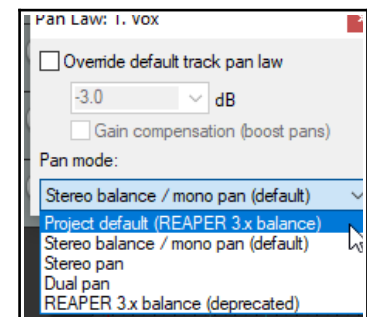 Pan Law: 1. Vox
Override default track pan law
-3.0 dB
Gain compensation (boost pans)
Pan mode:
Stereo balance / mono pan (default)
Project default (REAPER 3.x balance)
Stereo balance / mono pan (default)
Stereo pan
Dual pan
REAPER 3.x balance (deprecated)